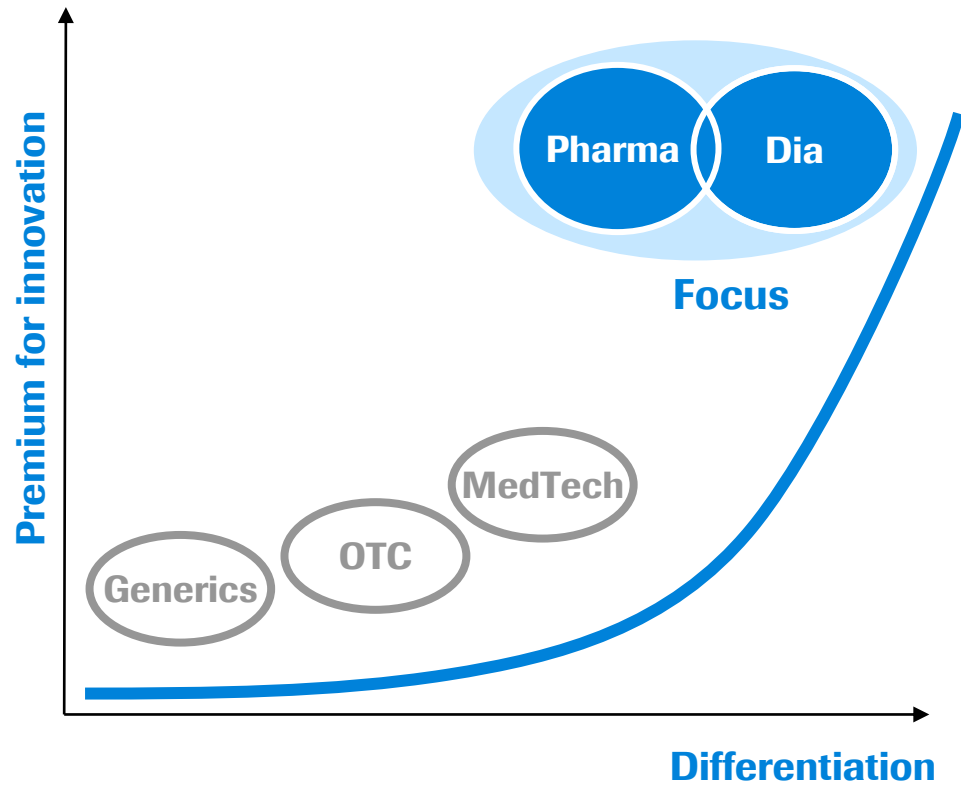 Premium for innovation
Pharma
Dia
Focus
MedTech
OTC
Generics
Differentiation